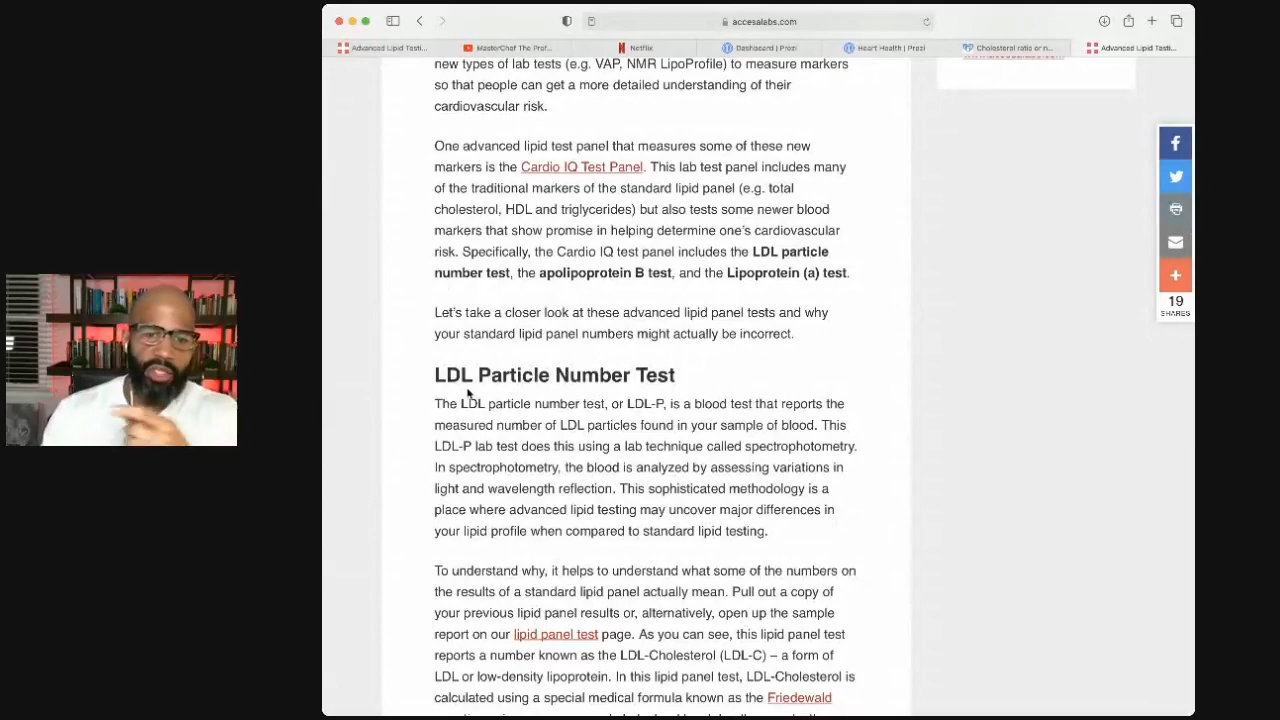 accesalabs.com
Advanced Lipid Testi...
MasterChef The Prof...
Netflix
Dashboard | Prezi
Heart Health | Prezi
Cholesterol ratio or n...
Advanced Lipid Testi...
new types of lab tests (e.g. VAP, NMR LipoProfile) to measure markers
so that people can get a more detailed understanding of their
cardiovascular risk.
One advanced lipid test panel that measures some of these new
markers is the Cardio IQ Test Panel. This lab test panel includes many
of the traditional markers of the standard lipid panel (e.g. total
cholesterol, HDL and triglycerides) but also tests some newer blood
markers that show promise in helping determine one's cardiovascular
risk. Specifically, the Cardio IQ test panel includes the LDL particle
number test, the apolipoprotein B test, and the Lipoprotein (a) test.
Let's take a closer look at these advanced lipid panel tests and why
your standard lipid panel numbers might actually be incorrect.
LDL Particle Number Test
The LDL particle number test, or LDL-P, is a blood test that reports the
measured number of LDL particles found in your sample of blood. This
LDL-P lab test does this using a lab technique called spectrophotometry.
In spectrophotometry, the blood is analyzed by assessing variations in
light and wavelength reflection. This sophisticated methodology is a
place where advanced lipid testing may uncover major differences in
your lipid profile when compared to standard lipid testing.
To understand why, it helps to understand what some of the numbers on
the results of a standard lipid panel actually mean. Pull out a copy of
your previous lipid panel results or, alternatively, open up the sample
report on our lipid panel test page. As you can see, this lipid panel test
reports a number known as the LDL-Cholesterol (LDL-C) – a form of
LDL or low-density lipoprotein. In this lipid panel test, LDL-Cholesterol is
calculated using a special medical formula known as the Friedewald
19
SHARES